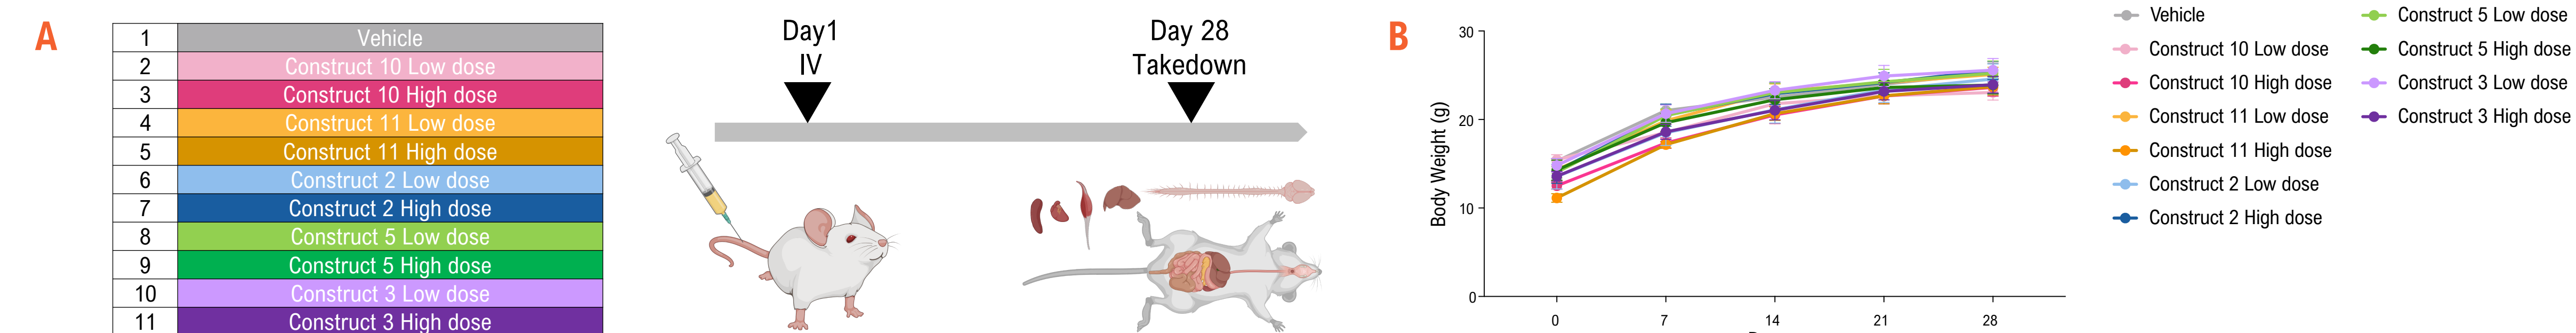 A
1 Vehicle
2 Construct 10 Low dose
3 Construct 10 High dose
4 Construct 11 Low dose
5 Construct 11 High dose
6 Construct 2 Low dose
7 Construct 2 High dose
8 Construct 5 Low dose
9 Construct 5 High dose
10 Construct 3 Low dose
11 Construct 3 High dose
Day1
IV
Day 28
Takedown
B
Body Weight (g)
30
20
10
0
0 7 14 21 28
Vehicle
Construct 10 Low dose
Construct 10 High dose
Construct 11 Low dose
Construct 11 High dose
Construct 2 Low dose
Construct 2 High dose
Construct 5 Low dose
Construct 5 High dose
Construct 3 Low dose
Construct 3 High dose